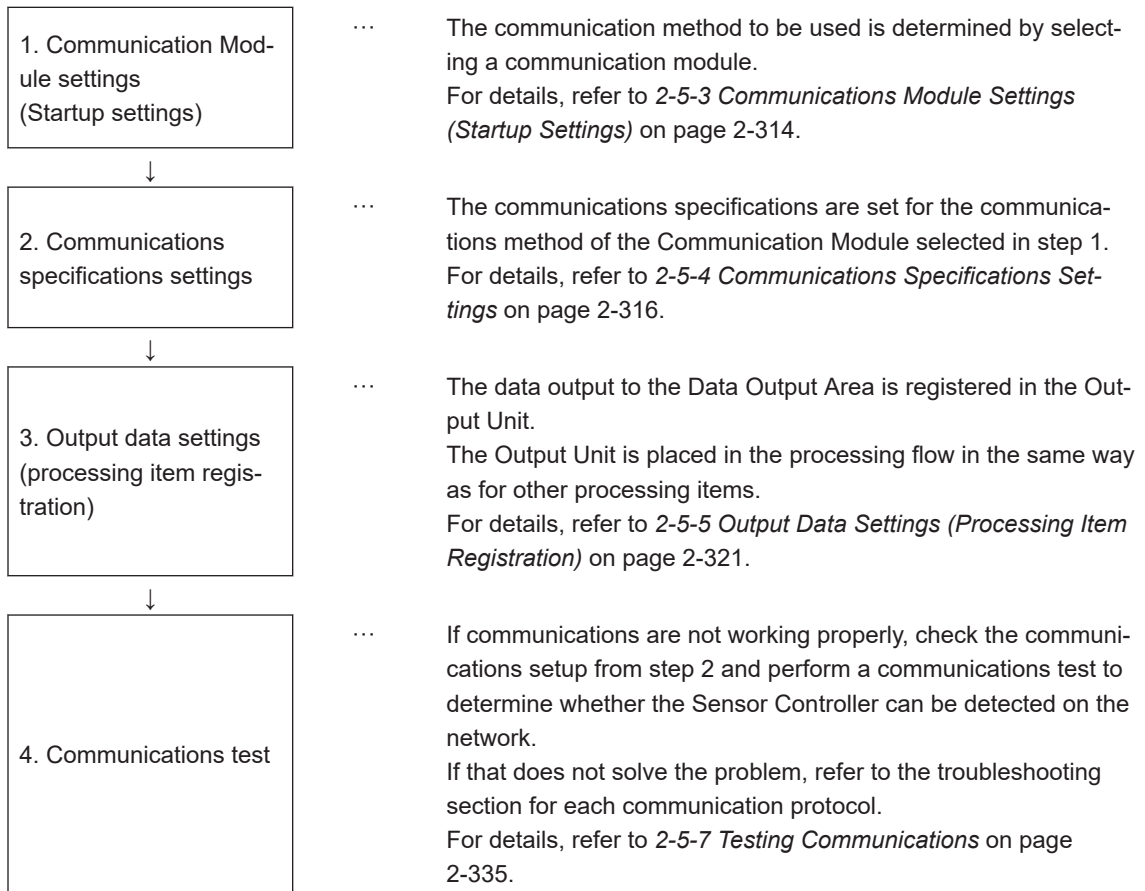 1. Communication Mod-
ule settings
(Startup settings)
…
The communication method to be used is determined by select-
ing a communication module.
For details, refer to 2-5-3 Communications Module Settings
(Startup Settings) on page 2-314.
↓
2. Communications
specifications settings
…
The communications specifications are set for the communica-
tions method of the Communication Module selected in step 1.
For details, refer to 2-5-4 Communications Specifications Set-
tings on page 2-316.
↓
3. Output data settings
(processing item regis-
tration)
…
The data output to the Data Output Area is registered in the Out-
put Unit.
The Output Unit is placed in the processing flow in the same way
as for other processing items.
For details, refer to 2-5-5 Output Data Settings (Processing Item
Registration) on page 2-321.
↓
4. Communications test
…
If communications are not working properly, check the communi-
cations setup from step 2 and perform a communications test to
determine whether the Sensor Controller can be detected on the
network.
If that does not solve the problem, refer to the troubleshooting
section for each communication protocol.
For details, refer to 2-5-7 Testing Communications on page
2-335.